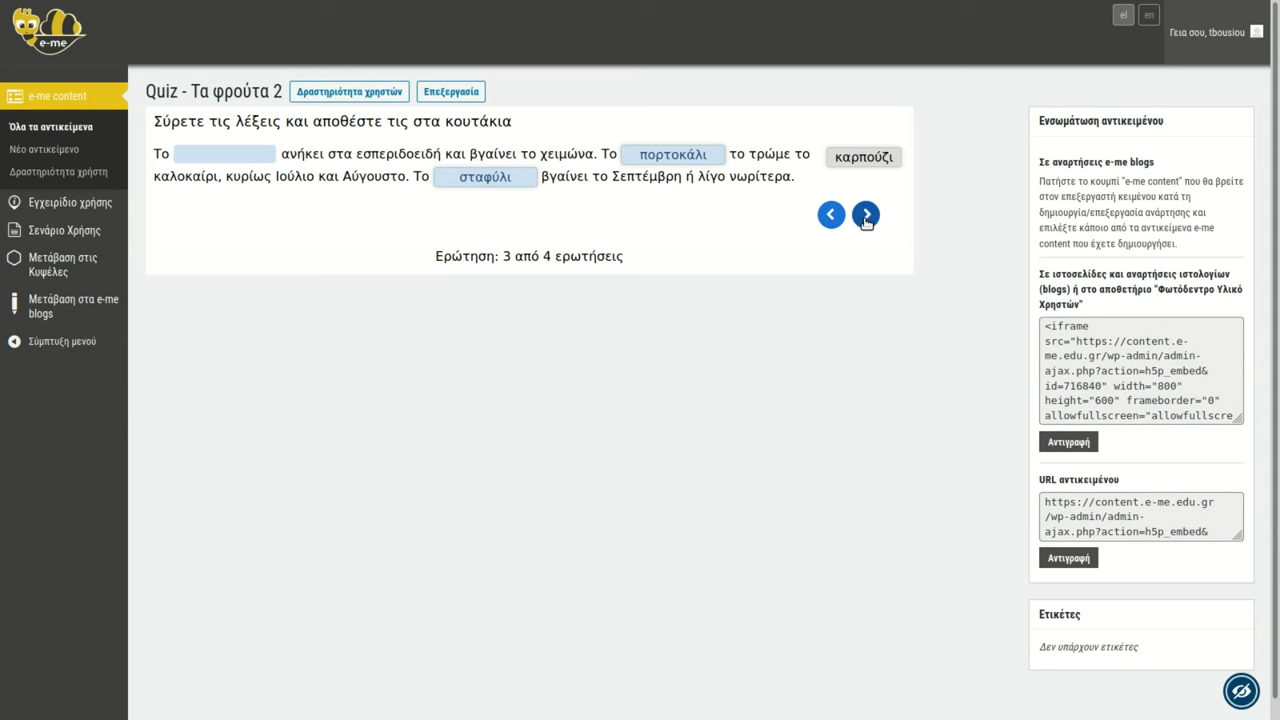 el en
Γεια σου, tbousiou
e-me
e-me content
Όλα τα αντικείμενα
Νέο αντικείμενο
Δραστηριότητα χρήστη
Εγχειρίδιο χρήσης
Σενάριο Χρήσης
Μετάβαση στις
Κυψέλες
Μετάβαση στα e-me
blogs
Σύμπτυξη μενού
Quiz - Τα φρούτα 2 Δραστηριότητα χρηστών Επεξεργασία
Σύρετε τις λέξεις και αποθέστε τις στα κουτάκια
Το ανήκει στα εσπεριδοειδή και βγαίνει το χειμώνα. Το πορτοκάλι το τρώμε το
καλοκαίρι, κυρίως Ιούλιο και Αύγουστο. Το σταφύλι βγαίνει το Σεπτέμβρη ή λίγο νωρίτερα.
καρπούζι
Ερώτηση: 3 από 4 ερωτήσεις
Ενσωμάτωση αντικειμένου
Σε αναρτήσεις e-me blogs
Πατήστε το κουμπί "e-me content" που θα βρείτε
στον επεξεργαστή κειμένου κατά τη
δημιουργία/επεξεργασία ανάρτησης και
επιλέξτε κάποιο από τα αντικείμενα e-me
content που έχετε δημιουργήσει.
Σε ιστοσελίδες και αναρτήσεις ιστολογίων
(blogs) ή στο αποθετήριο "Φωτόδεντρο Υλικό
Χρηστών"
<iframe
src="https://content.e-
me.edu.gr/wp-admin/admin-
ajax.php?action=h5p_embed&
id=716840" width="800"
height="600" frameborder="0"
allowfullscreen="allowfullscre
Αντιγραφή
URL αντικειμένου
https://content.e-me.edu.gr
/wp-admin/admin-
ajax.php?action=h5p_embed&
Αντιγραφή
Ετικέτες
Δεν υπάρχουν ετικέτες